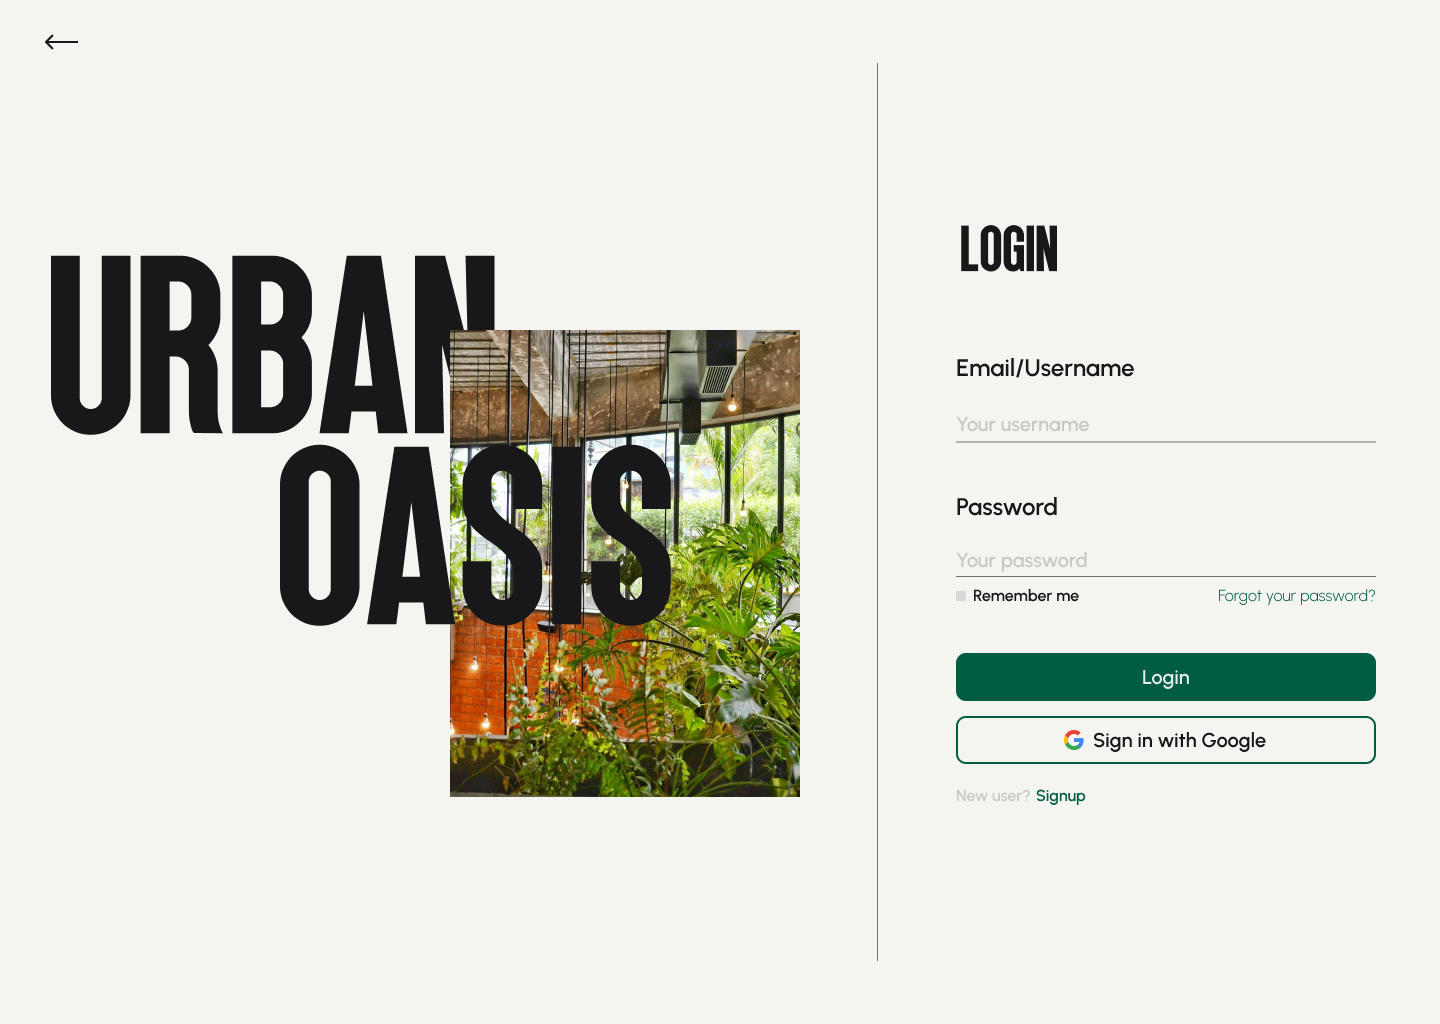 URBAN
OASIS
LOGIN
Email/Username
Your username
Password
Your password
Remember me
Forgot your password?
Login
Sign in with Google
New user? Signup